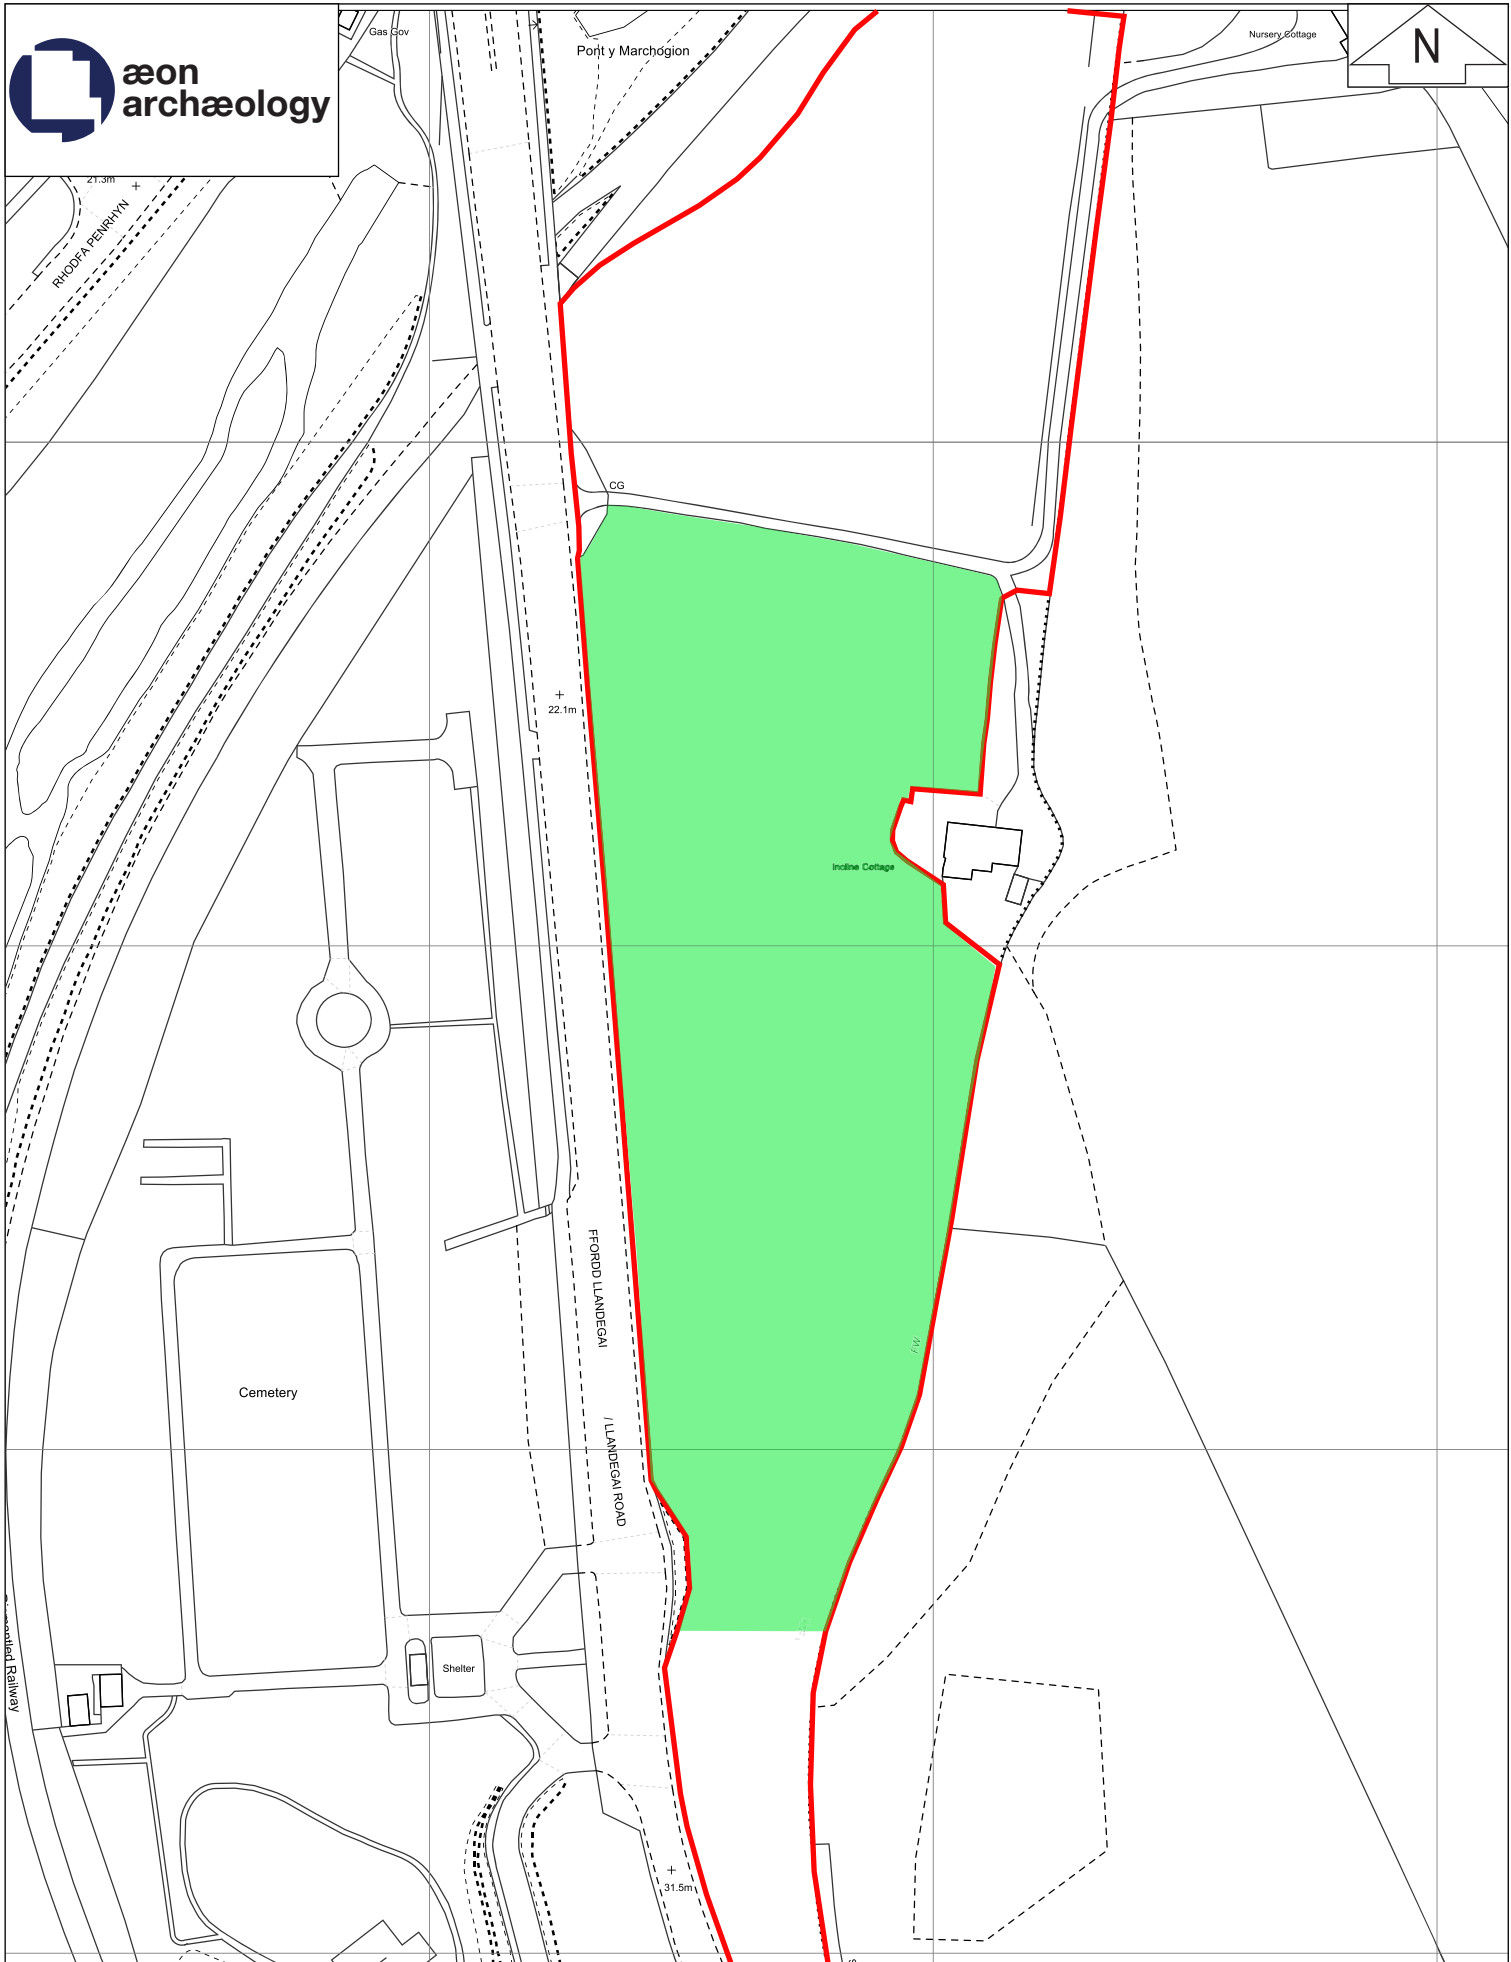 æon
archæology
Gas Gov
Pont y Marchogion
Nursery Cottage
N
21.3m
RHODFA PENRHYN
CG
22.1m
Incline Cottage
FFORDD LLANDEGAI
/ LLANDEGAI ROAD
FW
Cemetery
Shelter
Railway
31.5m